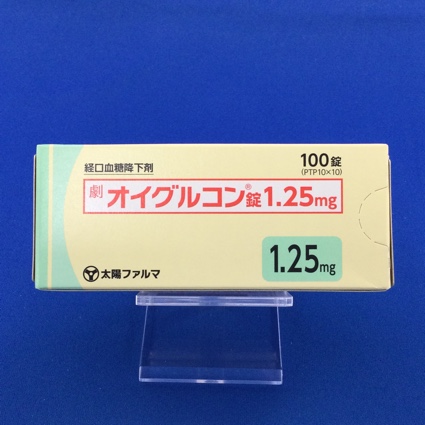 経口血糖降下剤
100錠
(PTP10×10)
劇 オイグルコン®錠1.25mg
1.25mg
太陽ファルマ